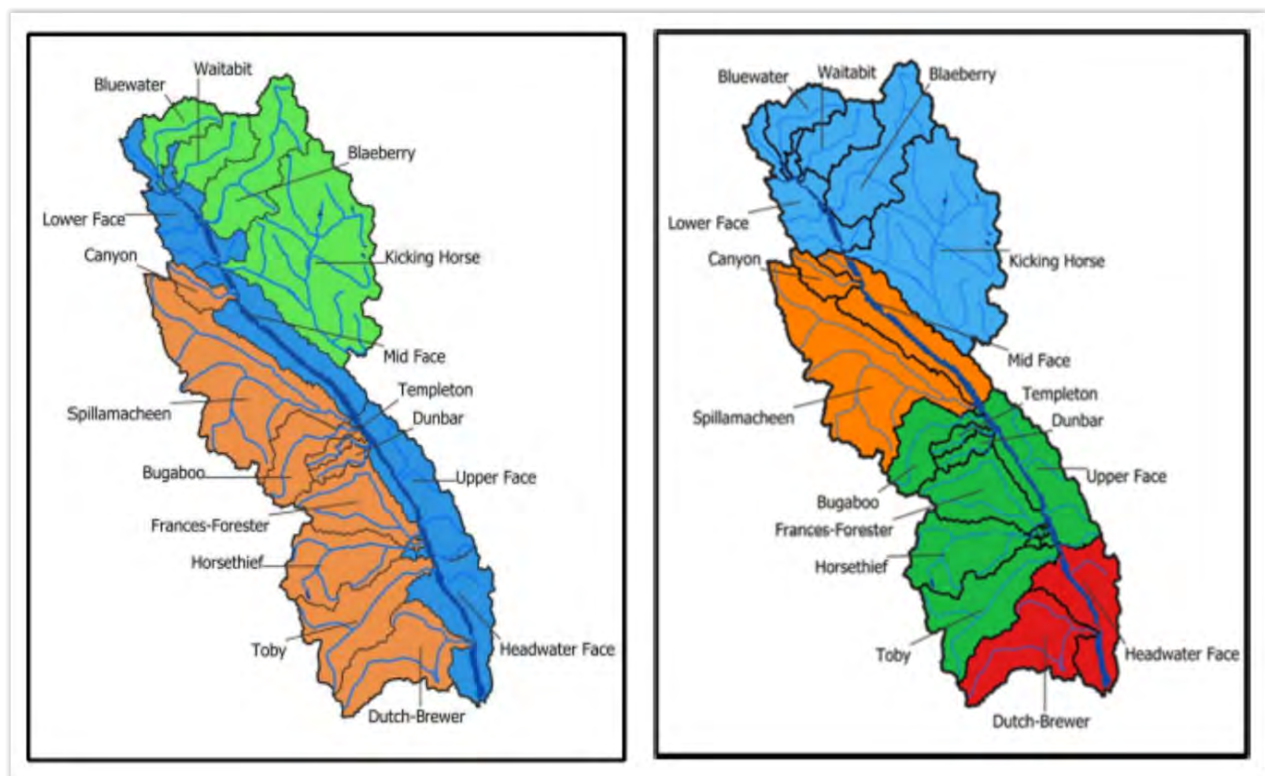 Waitabit
Bluewater
Blaeberry
Lower Face
Canyon
Kicking Horse
Mid Face
Templeton
Spillamacheen
Dunbar
Bugaboo
Upper Face
Frances-Forester
Horsethief
Toby
Headwater Face
Dutch-Brewer
Waitabit
Blaeberry
Bluewater
Lower Face
Canyon
Kicking Horse
Mid Face
Templeton
Spillamacheen
Dunbar
Upper Face
Bugaboo
Frances-Forester
Horsethief
Toby
Headwater Face
Dutch-Brewer